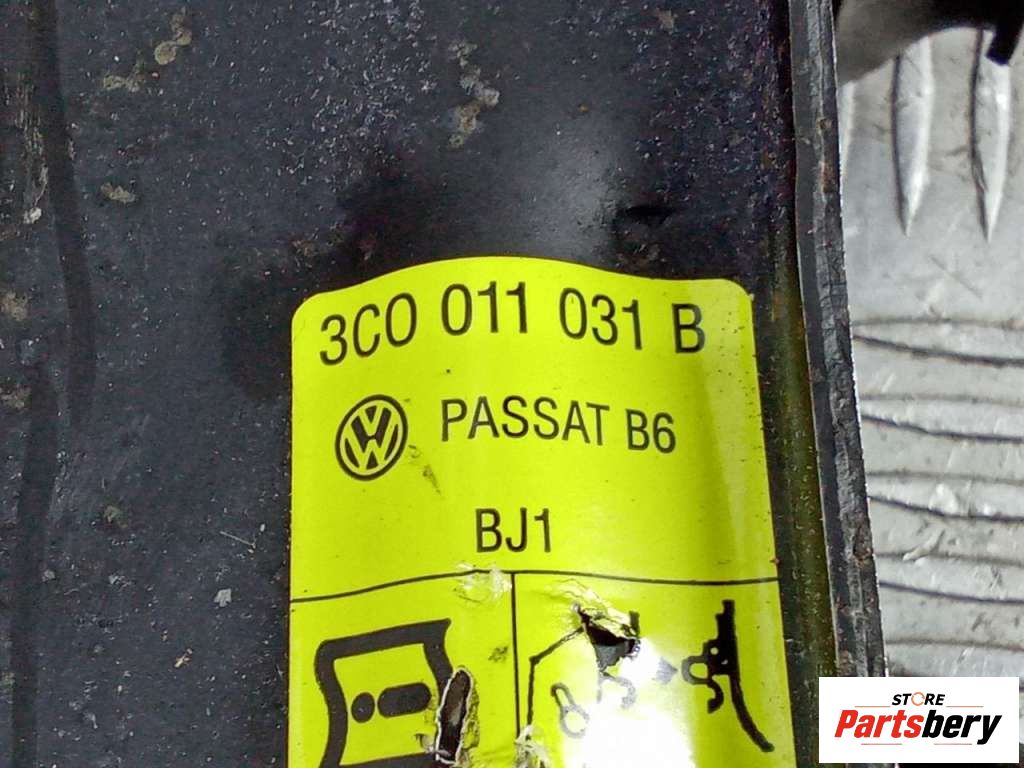 3C0 011 031 B
PASSAT B6
BJ1
STORE
Partsbery